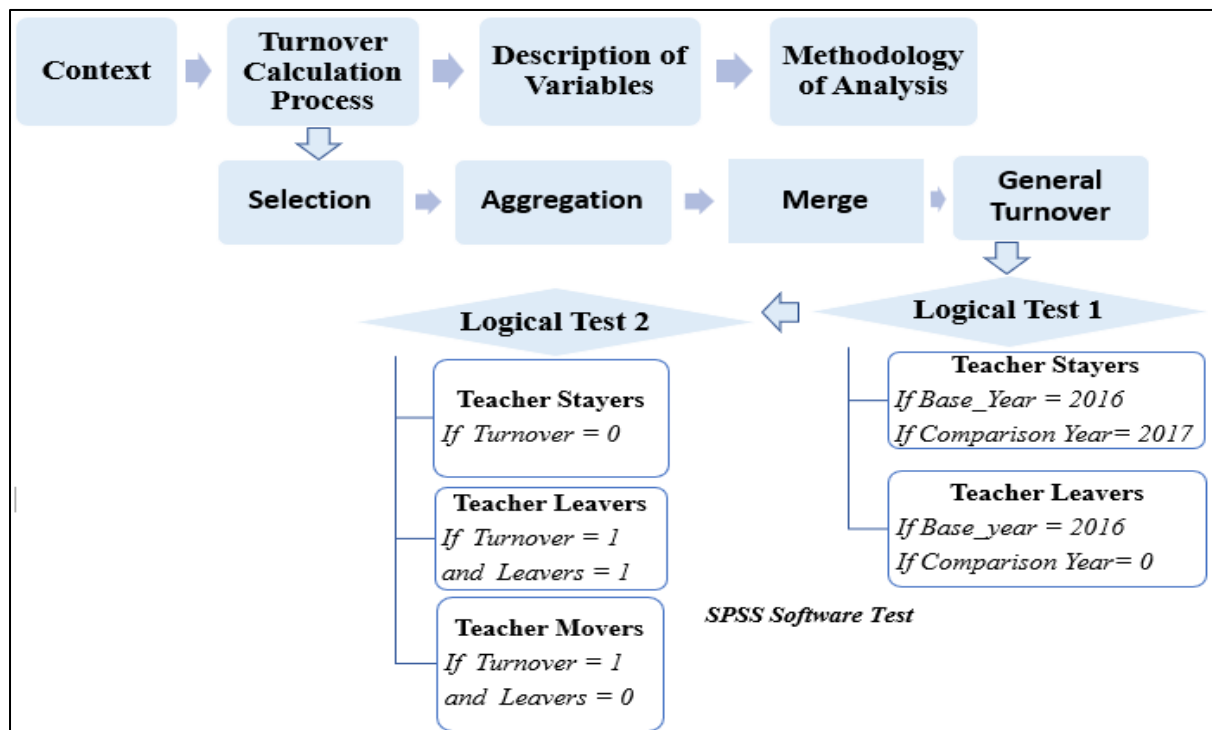 Context
Turnover
Calculation
Process
Description of
Variables
Methodology
of Analysis
Selection
Aggregation
Merge
General
Turnover
Logical Test 1
Teacher Stayers
If Base_Year = 2016
If Comparison Year= 2017
Teacher Leavers
If Base_year = 2016
If Comparison Year= 0
Logical Test 2
Teacher Stayers
If Turnover = 0
Teacher Leavers
If Turnover = 1
and Leavers = 1
Teacher Movers
If Turnover = 1
and Leavers = 0
SPSS Software Test